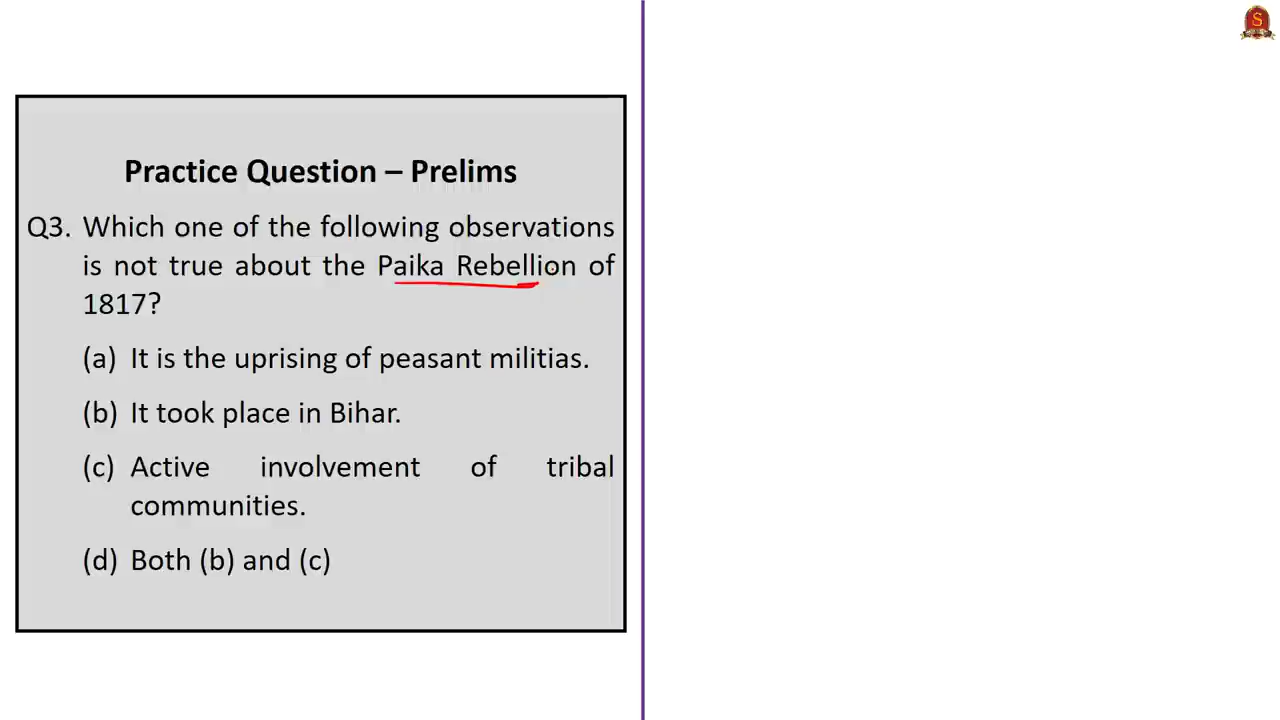 Practice Question – Prelims
Q3. Which one of the following observations
is not true about the Paika Rebellion of
1817?
(a) It is the uprising of peasant militias.
(b) It took place in Bihar.
(c) Active involvement of tribal
communities.
(d) Both (b) and (c)
S